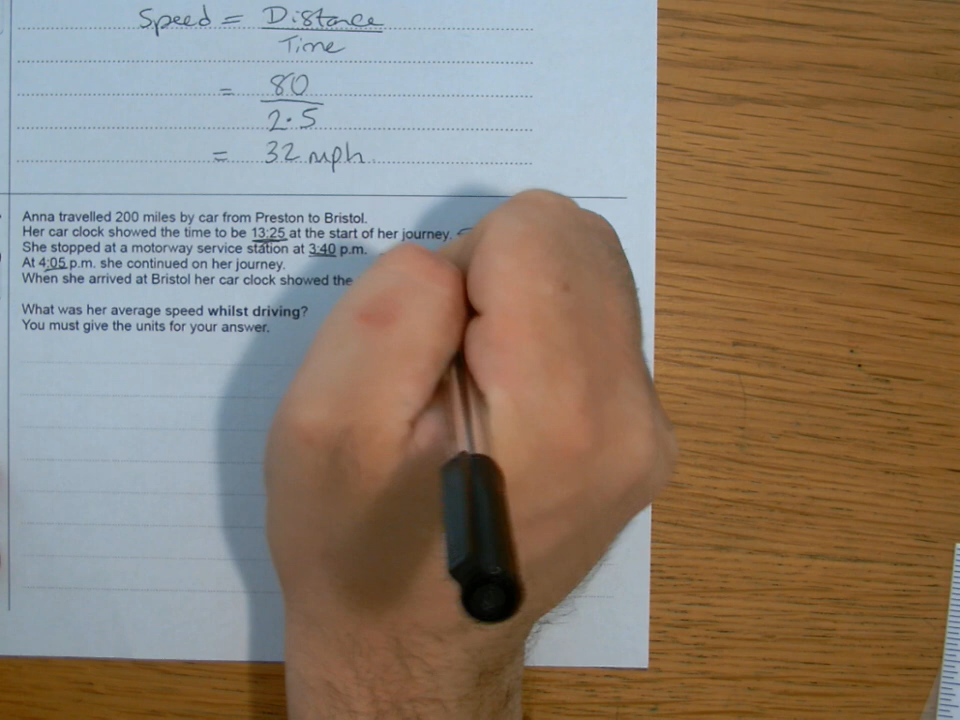 Speed = Distance
Time
= 80
2.5
= 32 mph
Anna travelled 200 miles by car from Preston to Bristol.
Her car clock showed the time to be 13:25 at the start of her journey.
She stopped at a motorway service station at 3:40 p.m.
At 4:05 p.m. she continued on her journey.
When she arrived at Bristol her car clock showed the
What was her average speed whilst driving?
You must give the units for your answer.